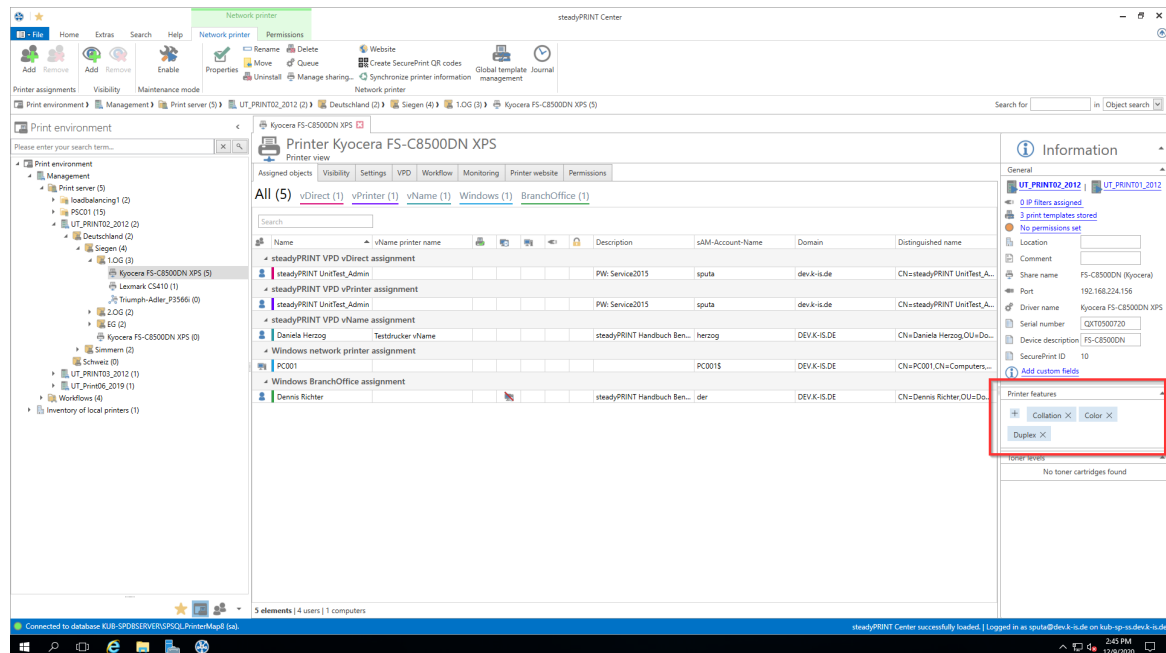 Network printer
steadyPRINT Center
File Home Extras Search Help Network printer Permissions
Add Remove Add Remove Enable Properties
Rename Delete Website
Move Queue Create SecurePrint QR codes
Uninstall Manage sharing... Synchronize printer information
Global template management Journal
Printer assignments Visibility Maintenance mode Network printer
Print environment Management Print server (5) UT_PRINT02_2012 (2) Deutschland (2) Siegen (4) 1.OG (3) Kyocera FS-C8500DN XPS (5)
Search for in Object search
Print environment
Please enter your search term...
Print environment
Management
Print server (5)
loadbalancing1 (2)
PSC01 (15)
UT_PRINT02_2012 (2)
Deutschland (2)
Siegen (4)
1.OG (3)
Kyocera FS-C8500DN XPS (5)
Lexmark CS410 (1)
Triumph-Adler_P3566i (0)
2.OG (2)
EG (2)
Kyocera FS-C8500DN XPS (0)
Simmern (2)
Schweiz (0)
UT_PRINT03_2012 (1)
UT_Print06_2019 (1)
Workflows (4)
Inventory of local printers (1)
Kyocera FS-C8500DN XPS
Printer Kyocera FS-C8500DN XPS
Printer view
Assigned objects Visibility Settings VPD Workflow Monitoring Printer website Permissions
All (5) vDirect (1) vPrinter (1) vName (1) Windows (1) BranchOffice (1)
Search
Name vName printer name Description sAM-Account-Name Domain Distinguished name
steadyPRINT VPD vDirect assignment
steadyPRINT UnitTest_Admin PW: Service2015 sputa dev.k-is.de CN=steadyPRINT UnitTest_A...
steadyPRINT VPD vPrinter assignment
steadyPRINT UnitTest_Admin PW: Service2015 sputa dev.k-is.de CN=steadyPRINT UnitTest_A...
steadyPRINT VPD vName assignment
Daniela Herzog Testdrucker vName steadyPRINT Handbuch Ben... herzog DEV.K-IS.DE CN=Daniela Herzog,OU=Do...
Windows network printer assignment
PC001 PC001$ DEV.K-IS.DE CN=PC001,CN=Computers,...
Windows BranchOffice assignment
Dennis Richter steadyPRINT Handbuch Ben... der DEV.K-IS.DE CN=Dennis Richter,OU=Do...
5 elements | 4 users | 1 computers
Information
General
UT_PRINT02_2012 | UT_PRINT01_2012
0 IP filters assigned
3 print templates stored
No permissions set
Location
Comment
Share name FS-C8500DN (Kyocera)
Port 192.168.224.156
Driver name Kyocera FS-C8500DN XPS
Serial number QXT0500720
Device description FS-C8500DN
SecurePrint ID 10
Add custom fields
Printer features
Collation Color
Duplex
Toner levels
No toner cartridges found
Connected to database KUB-SPDBSERVER\SPSQL.PrinterMap8 (sa).
steadyPRINT Center successfully loaded. | Logged in as sputa@dev.k-is.de on kub-sp-ss.dev.k-is.de
2:45 PM
12/9/2020